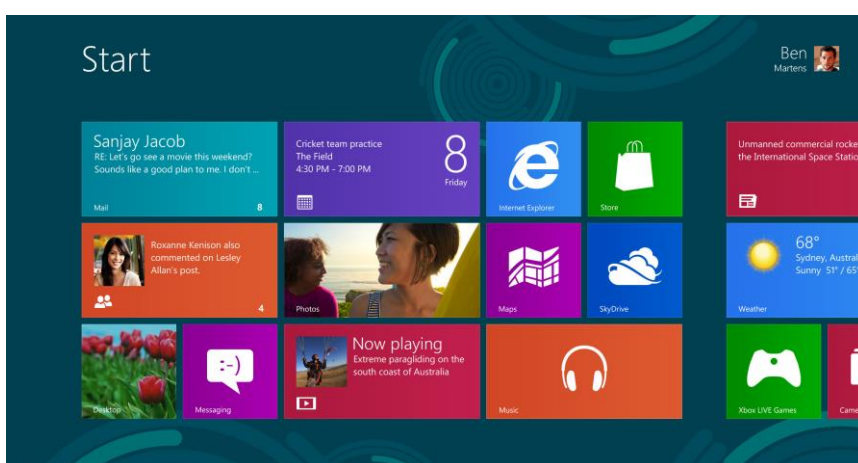 Start
Ben
Martens
Sanjay Jacob
RE: Let's go see a movie this weekend?
Sounds like a good plan to me. I don't ...
Mail
8
Cricket team practice
The Field
4:30 PM - 7:00 PM
8
Friday
Internet Explorer
Store
Unmanned commercial rocke
the International Space Statio
Roxanne Kenison also
commented on Lesley
Allan's post.
4
Photos
Maps
SkyDrive
68°
Sydney, Austral
Sunny 51° / 65°
Weather
Desktop
:-)
Messaging
Now playing
Extreme paragliding on the
south coast of Australia
Music
Xbox LIVE Games
Came